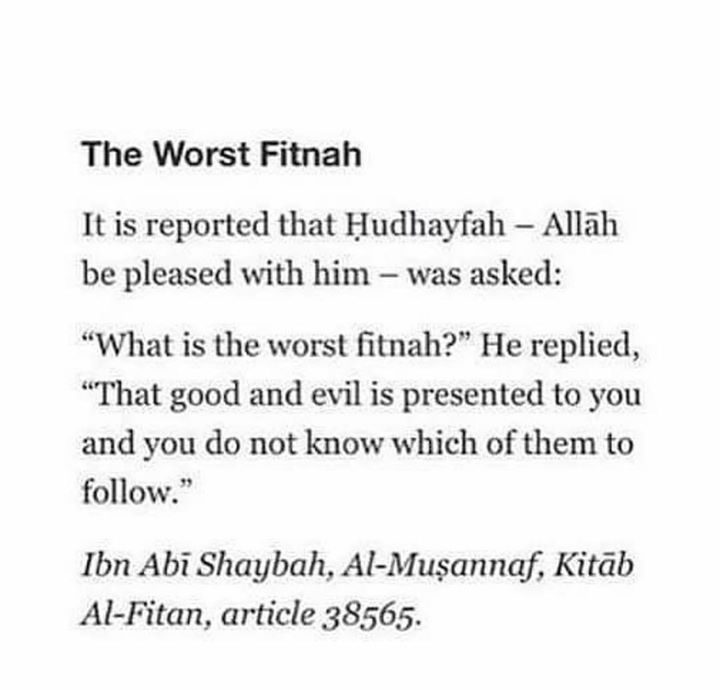 The Worst Fitnah
It is reported that Ḥudhayfah – Allāh
be pleased with him – was asked:
“What is the worst fitnah?” He replied,
“That good and evil is presented to you
and you do not know which of them to
follow.”
Ibn Abī Shaybah, Al-Muṣannaf, Kitāb
Al-Fitan, article 38565.